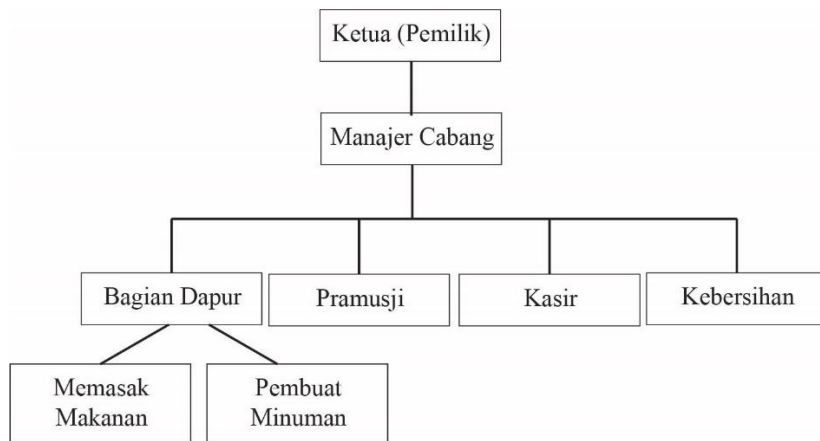 Ketua (Pemilik)
Manajer Cabang
Bagian Dapur
Pramusji
Kasir
Kebersihan
Memasak
Makanan
Pembuat
Minuman